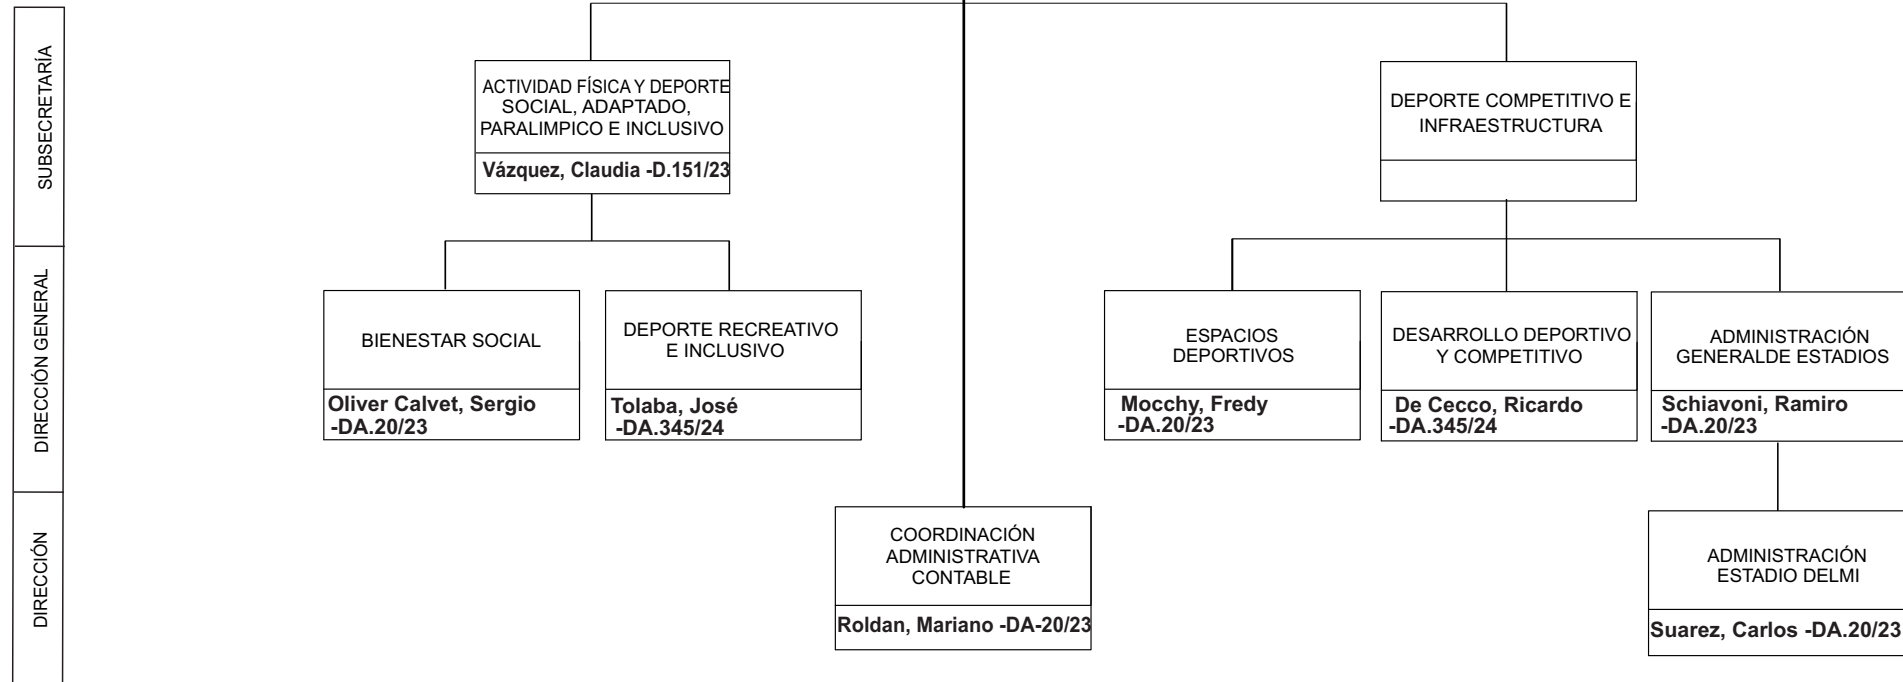 SUBSECRETARÍA
ACTIVIDAD FÍSICA Y DEPORTE
SOCIAL, ADAPTADO,
PARALIMPICO E INCLUSIVO
Vázquez, Claudia -D.151/23
DEPORTE COMPETITIVO E
INFRAESTRUCTURA
DIRECCIÓN GENERAL
BIENESTAR SOCIAL
Oliver Calvet, Sergio
-DA.20/23
DEPORTE RECREATIVO
E INCLUSIVO
Tolaba, José
-DA.345/24
ESPACIOS
DEPORTIVOS
Mocchy, Fredy
-DA.20/23
DESARROLLO DEPORTIVO
Y COMPETITIVO
De Cecco, Ricardo
-DA.345/24
ADMINISTRACIÓN
GENERALDE ESTADIOS
Schiavoni, Ramiro
-DA.20/23
DIRECCIÓN
COORDINACIÓN
ADMINISTRATIVA
CONTABLE
Roldan, Mariano -DA-20/23
ADMINISTRACIÓN
ESTADIO DELMI
Suarez, Carlos -DA.20/23